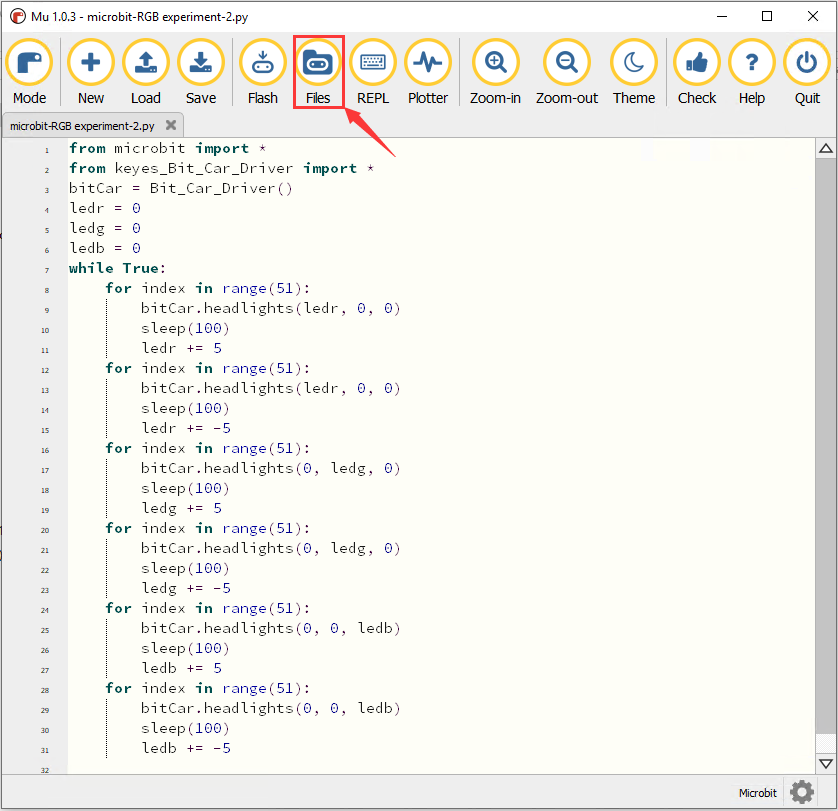 Mu 1.0.3 - microbit-RGB experiment-2.py
Mode New Load Save Flash Files REPL Plotter Zoom-in Zoom-out Theme Check Help Quit
microbit-RGB experiment-2.py
1 from microbit import *
2 from keyes_Bit_Car_Driver import *
3 bitCar = Bit_Car_Driver()
4 ledr = 0
5 ledg = 0
6 ledb = 0
7 while True:
8     for index in range(51):
9         bitCar.headlights(ledr, 0, 0)
10         sleep(100)
11         ledr += 5
12     for index in range(51):
13         bitCar.headlights(ledr, 0, 0)
14         sleep(100)
15         ledr += -5
16     for index in range(51):
17         bitCar.headlights(0, ledg, 0)
18         sleep(100)
19         ledg += 5
20     for index in range(51):
21         bitCar.headlights(0, ledg, 0)
22         sleep(100)
23         ledg += -5
24     for index in range(51):
25         bitCar.headlights(0, 0, ledb)
26         sleep(100)
27         ledb += 5
28     for index in range(51):
29         bitCar.headlights(0, 0, ledb)
30         sleep(100)
31         ledb += -5
32
Microbit